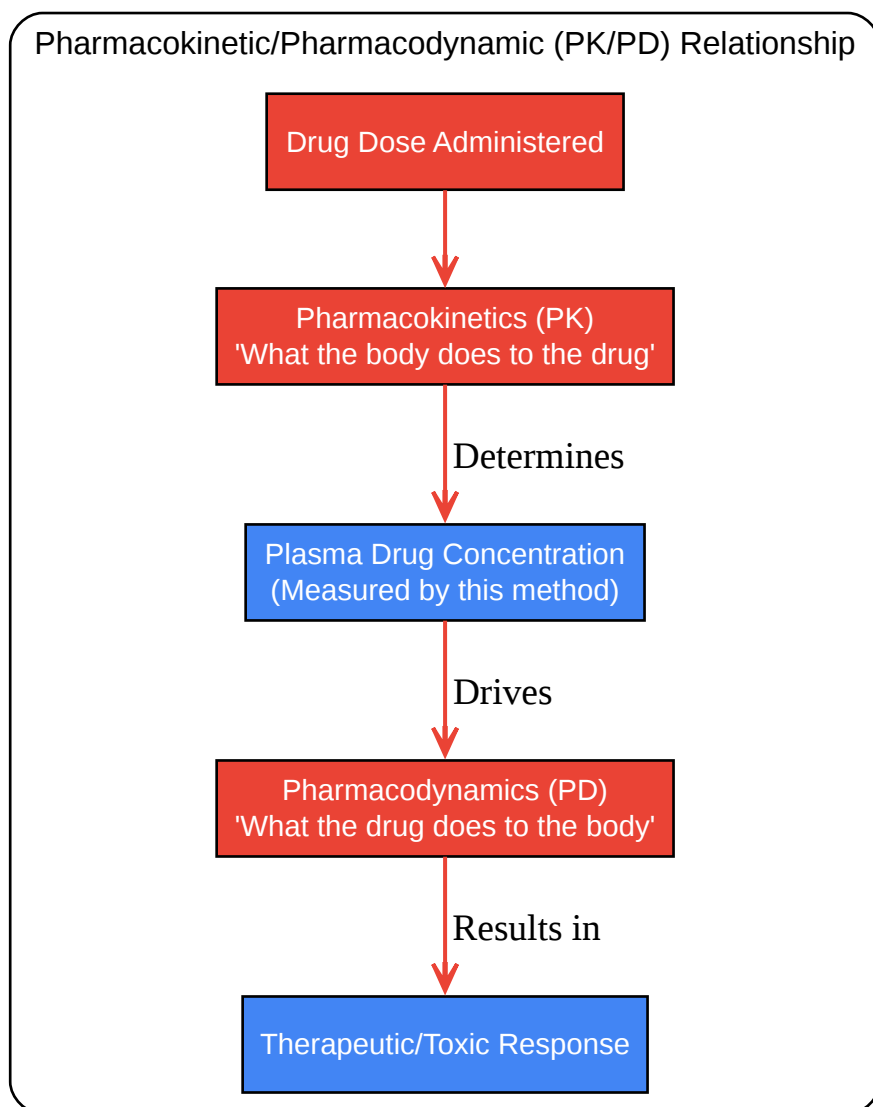 Pharmacokinetic/Pharmacodynamic (PK/PD) Relationship
Drug Dose Administered
Pharmacokinetics (PK)
'What the body does to the drug'
Determines
Plasma Drug Concentration
(Measured by this method)
Drives
Pharmacodynamics (PD)
'What the drug does to the body'
Results in
Therapeutic/Toxic Response